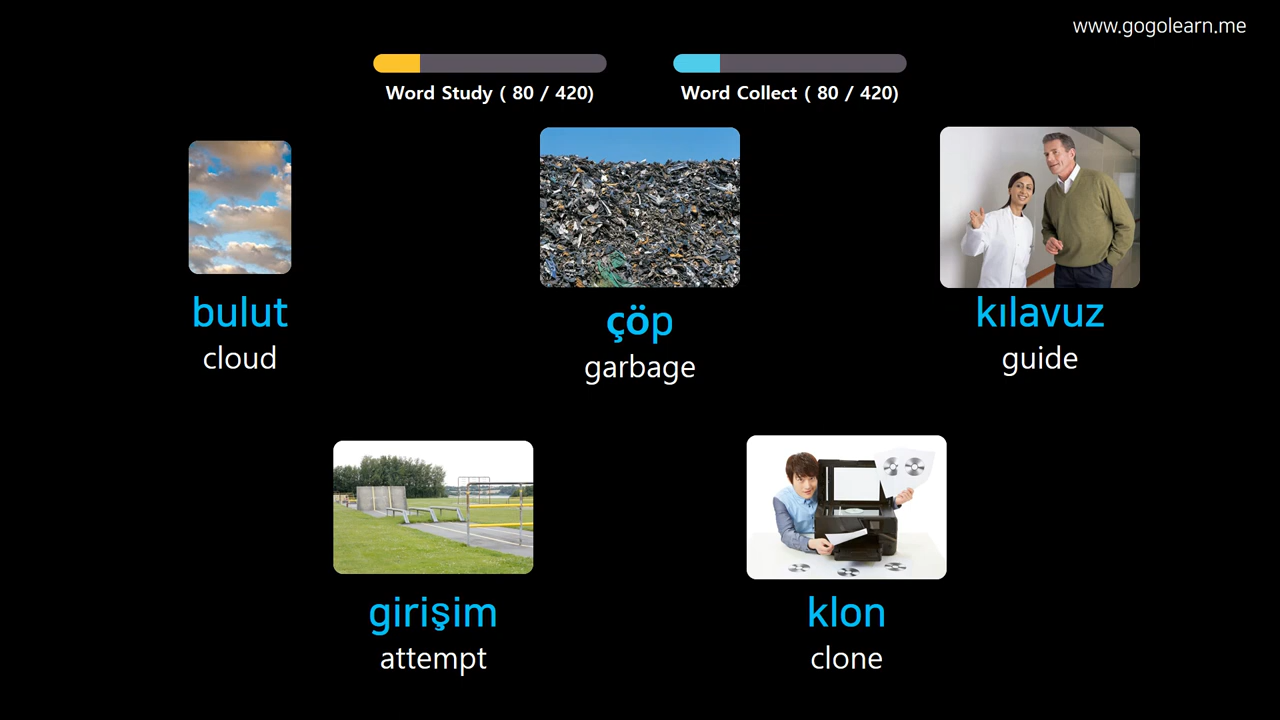 www.gogolearn.me
Word Study ( 80 / 420)
Word Collect ( 80 / 420)
bulut
cloud
çöp
garbage
kılavuz
guide
girişim
attempt
klon
clone